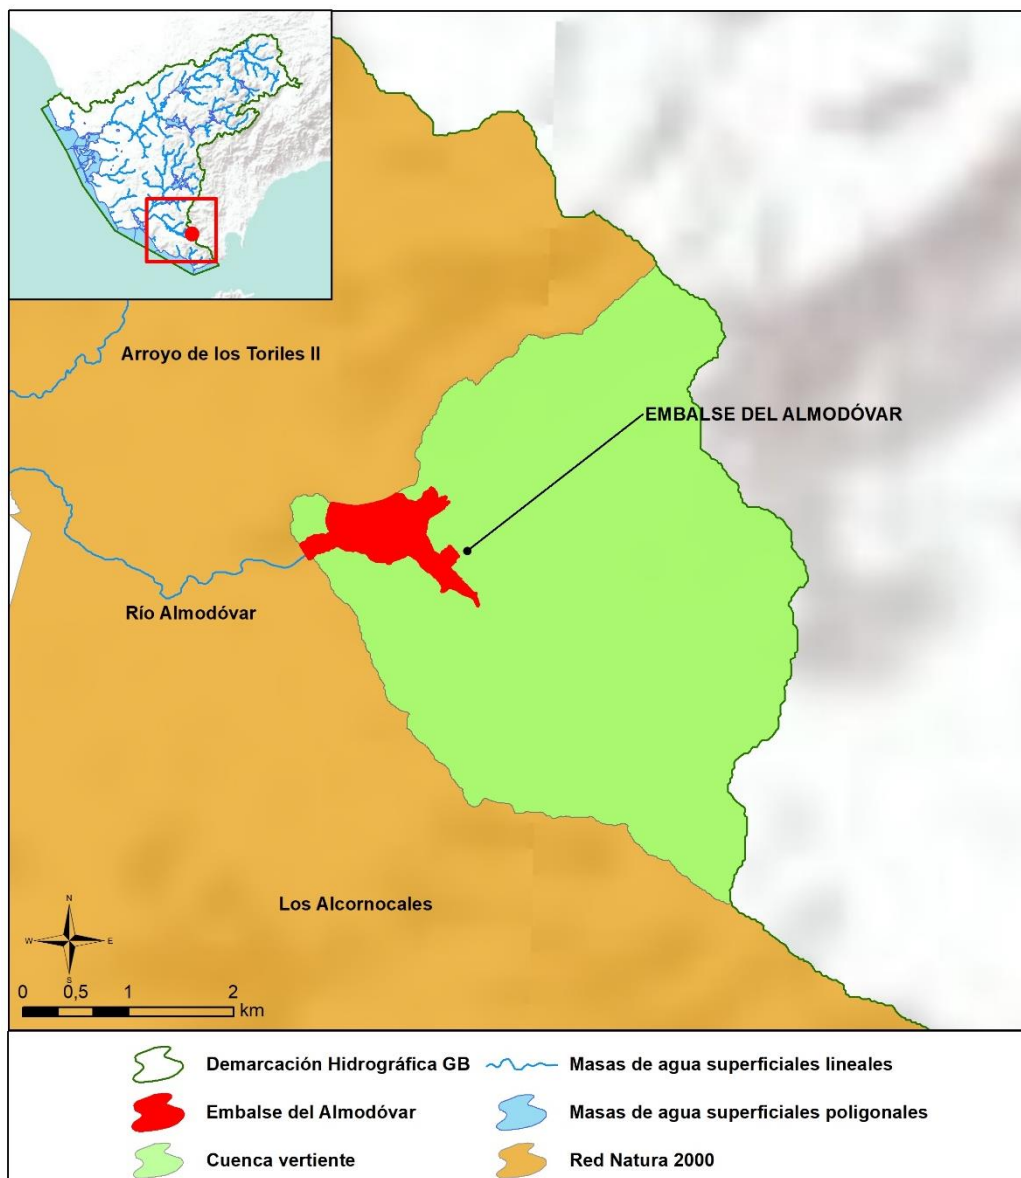 Arroyo de los Toriles II
EMBALSE DEL ALMODÓVAR
Río Almodóvar
Los Alcornocales
N
W E
S
0 0,5 1 2
km
Demarcación Hidrográfica GB
Masas de agua superficiales lineales
Embalse del Almodóvar
Masas de agua superficiales poligonales
Cuenca vertiente
Red Natura 2000